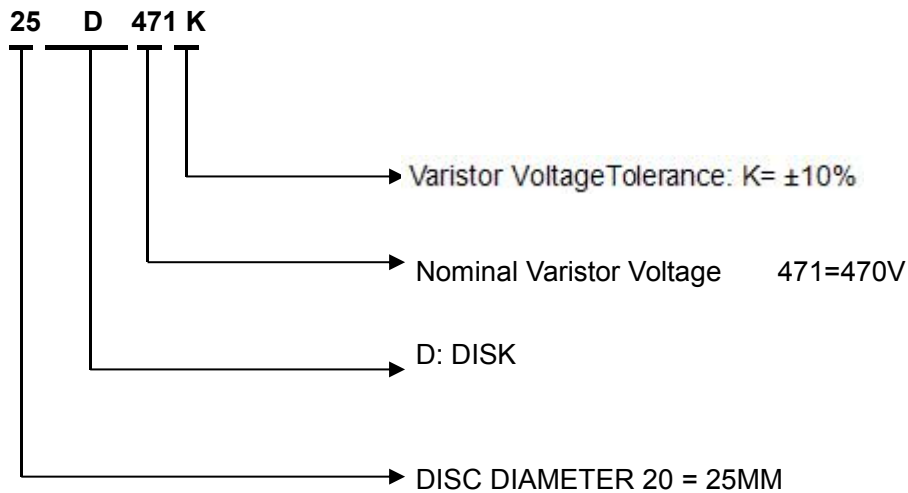 25 D 471 K
Varistor VoltageTolerance: K= ±10%
Nominal Varistor Voltage 471=470V
D: DISK
DISC DIAMETER 20 = 25MM